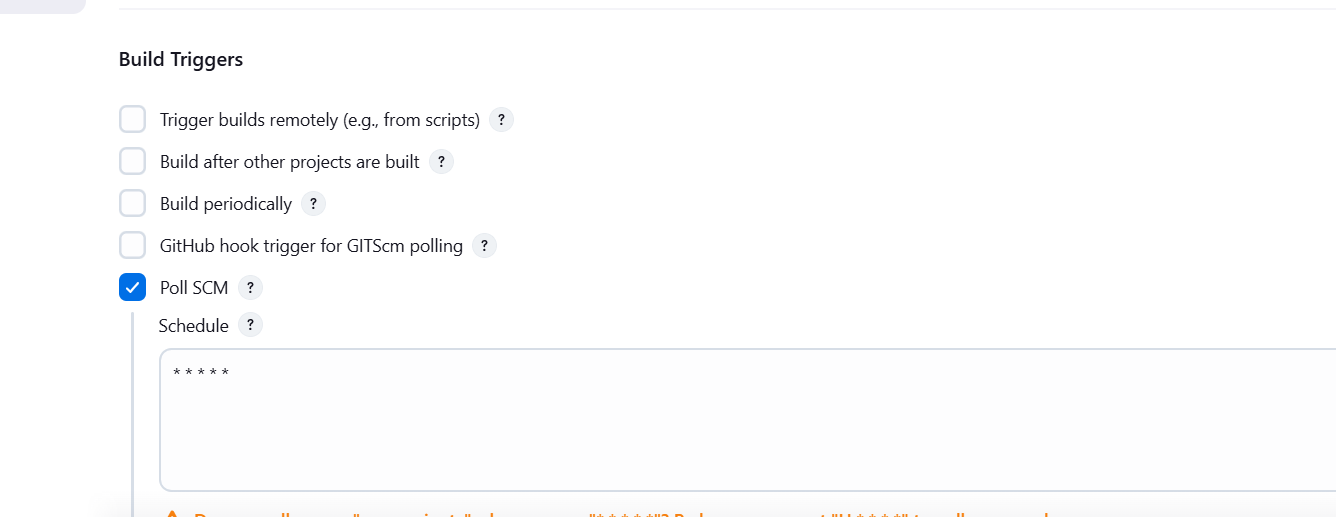 Build Triggers
Trigger builds remotely (e.g., from scripts) ?
Build after other projects are built ?
Build periodically ?
GitHub hook trigger for GITScm polling ?
Poll SCM ?
Schedule ?
* * * * *